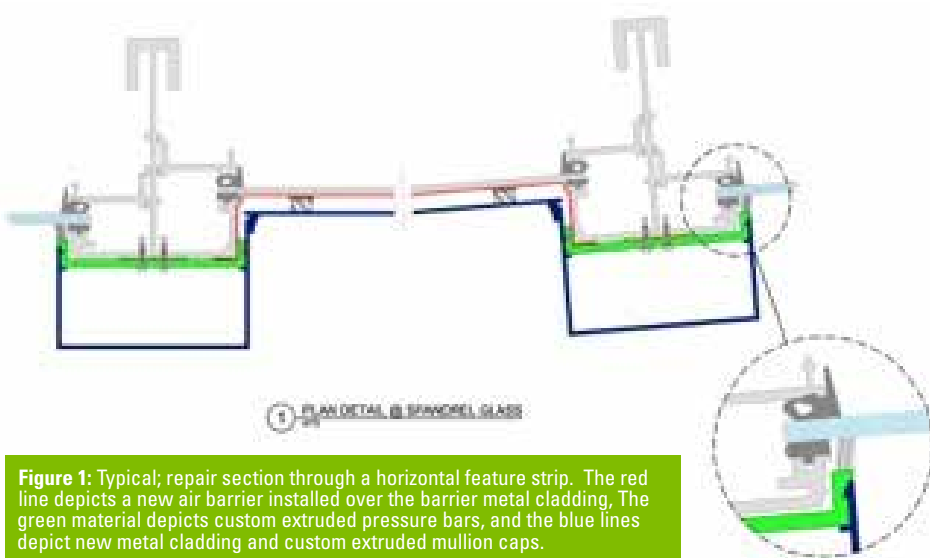 1 PLAN DETAIL @ SPANDREL GLASS
Figure 1: Typical; repair section through a horizontal feature strip. The red
line depicts a new air barrier installed over the barrier metal cladding, The
green material depicts custom extruded pressure bars, and the blue lines
depict new metal cladding and custom extruded mullion caps.